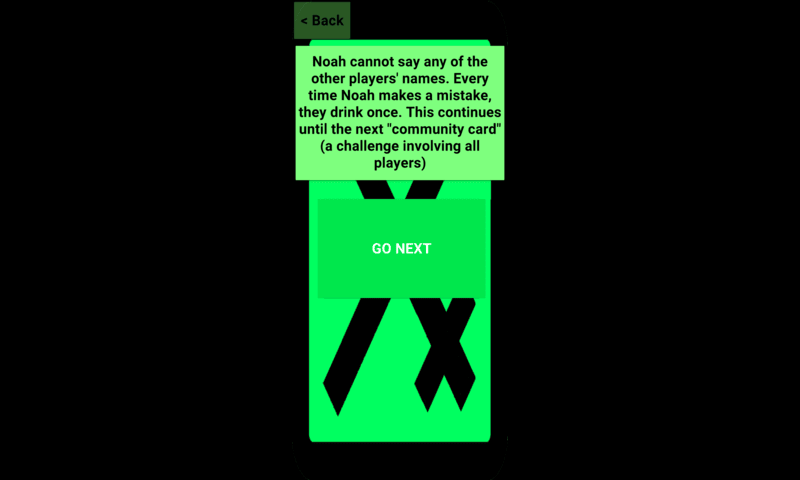 < Back
Noah cannot say any of the
other players' names. Every
time Noah makes a mistake,
they drink once. This continues
until the next "community card"
(a challenge involving all
players)
GO NEXT